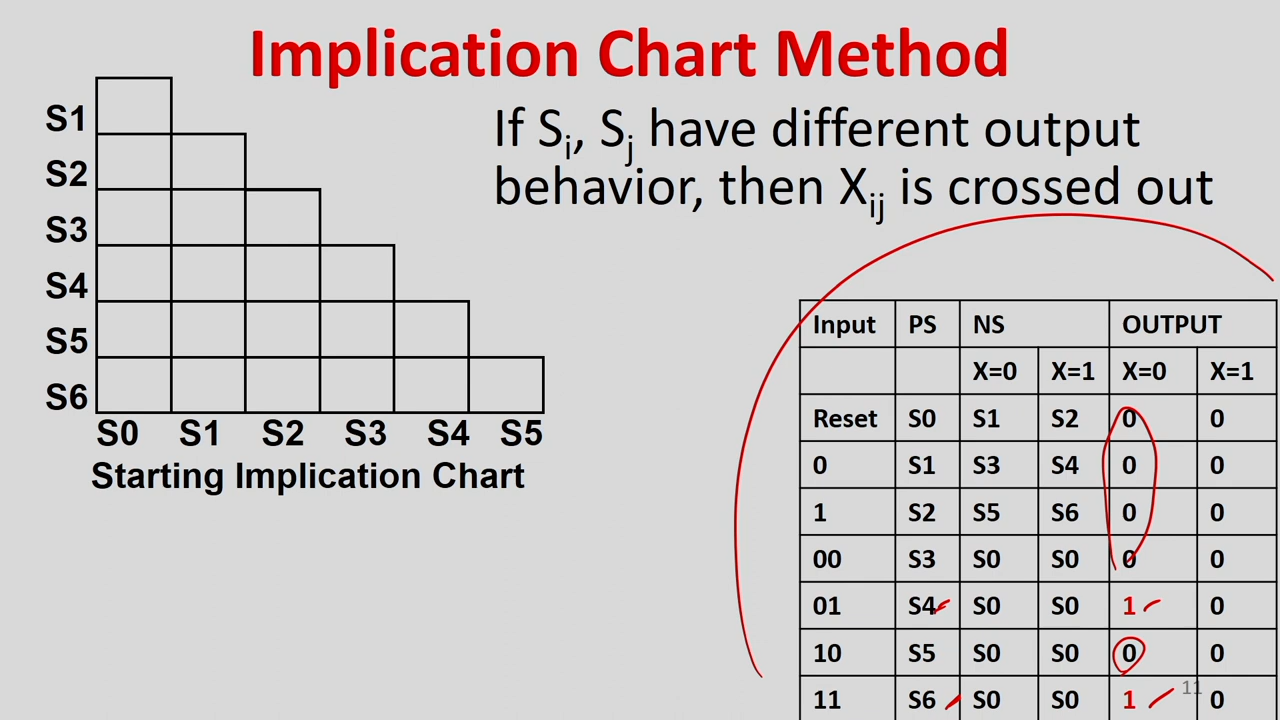 Implication Chart Method
If Si, Sj have different output
behavior, then Xij is crossed out
S1
S2
S3
S4
S5
S6
S0 S1 S2 S3 S4 S5
Starting Implication Chart
Input PS NS OUTPUT
X=0 X=1 X=0 X=1
Reset S0 S1 S2 0 0
0 S1 S3 S4 0 0
1 S2 S5 S6 0 0
00 S3 S0 S0 0 0
01 S4 S0 S0 1 0
10 S5 S0 S0 0 0
11 S6 S0 S0 1 0
11